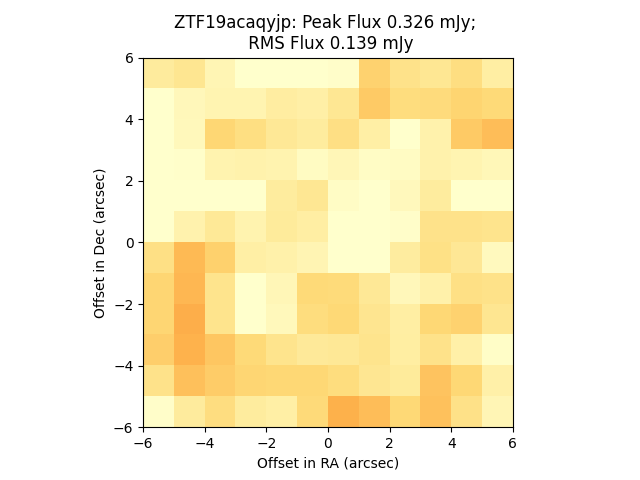 ZTF19acaqyjp: Peak Flux 0.326 mJy;
RMS Flux 0.139 mJy
6
4
2
0
−2
−4
−6
Offset in Dec (arcsec)
−6 −4 −2 0 2 4 6
Offset in RA (arcsec)